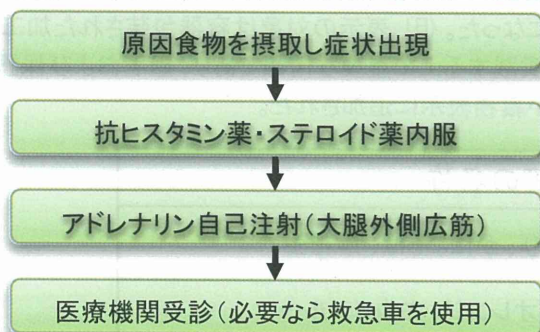 原因食物を摂取し症状出現
抗ヒスタミン薬・ステロイド薬内服
アドレナリン自己注射(大腿外側広筋)
医療機関受診(必要なら救急車を使用)